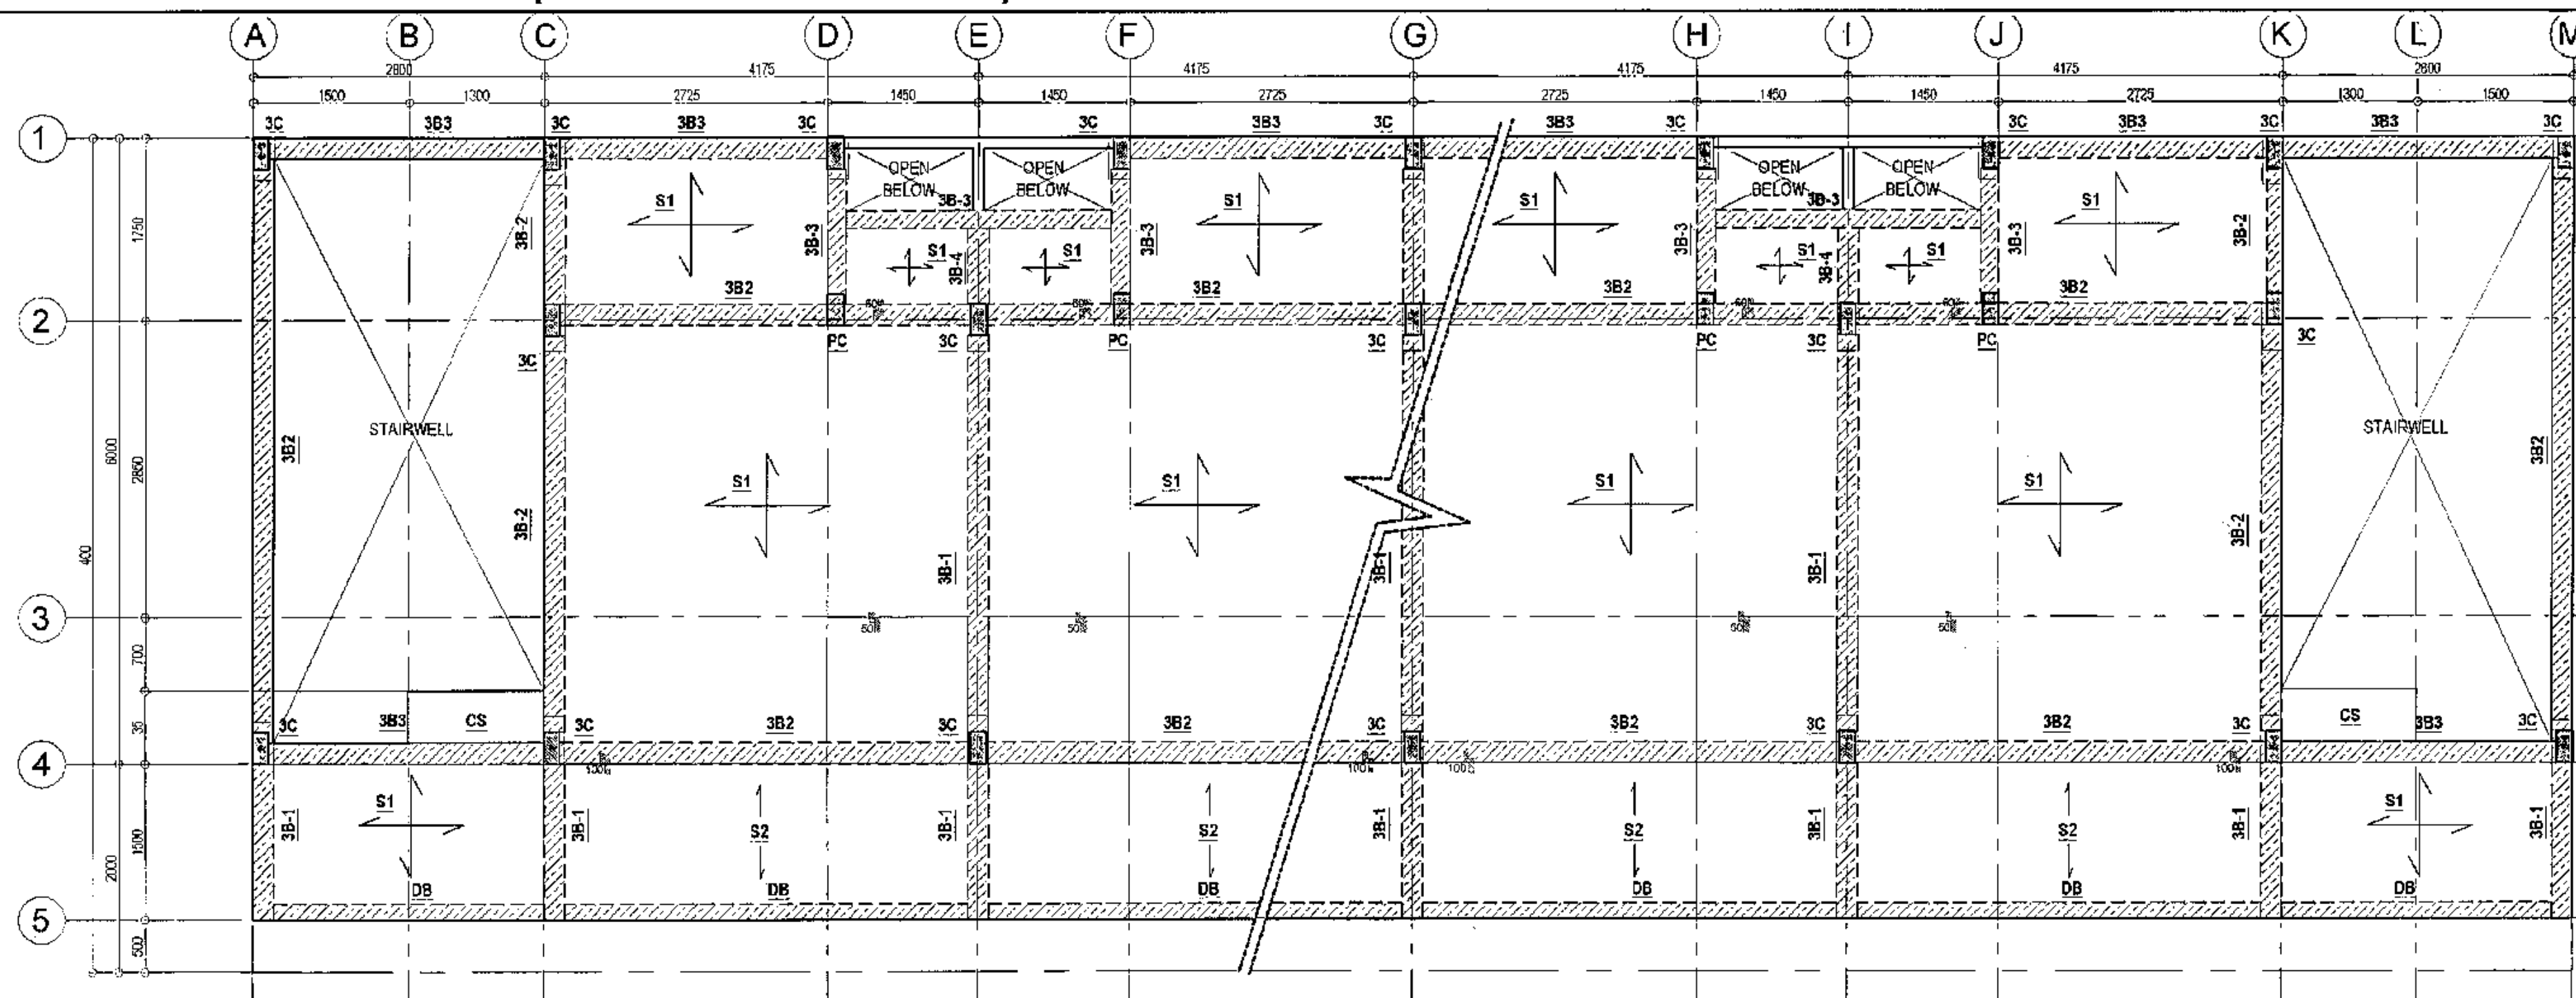 A B C D E F G H I J K L M
2800 4175 4175 4175 4175 2800
1500 1300 2725 1450 1450 2725 2725 1450 1450 2725 1300 1500
3C 3B3 3C 3B3 3C 3C 3B3 3C 3B3 3C 3C 3B3 3C 3B3 3C
1
OPEN BELOW OPEN BELOW OPEN BELOW OPEN BELOW
S1 S1 S1 S1
3B-3 3B-3
1750 3B-2 3B-3 3B-3 3B-3 3B-3 3B-2
S1 S1 S1 S1
3B-4 3B-4
3B2 3B2 3B2 3B2
2
PC 3C PC 3C PC 3C PC 3C
3C
STAIRWELL STAIRWELL
6000 2850 3B2 3B2
S1 S1 S1 S1
400 3B-2 3B-1 3B-1 3B-1 3B-2
3
700
3C 3B3 CS 3C 3B2 3C 3B2 3C 3B2 3C 3B2 3C CS 3B3 3C
4
100 100 100 100
S1 S1
1500 3B-1 3B-1 3B-1 3B-1 3B-1 3B-1 3B-1
S2 S2 S2 S2
2000
DB DB DB DB DB DB
5
500